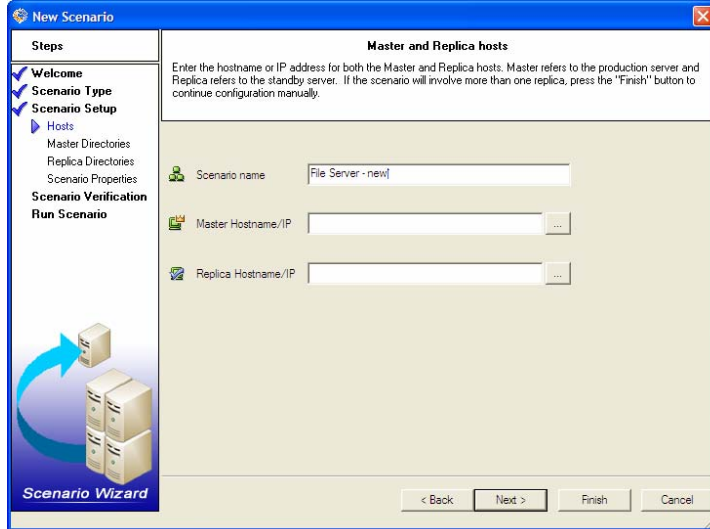 New Scenario
Steps
Welcome
Scenario Type
Scenario Setup
Hosts
Master Directories
Replica Directories
Scenario Properties
Scenario Verification
Run Scenario
Scenario Wizard
Master and Replica hosts
Enter the hostname or IP address for both the Master and Replica hosts. Master refers to the production server and
Replica refers to the standby server. If the scenario will involve more than one replica, press the "Finish" button to
continue configuration manually.
Scenario name
File Server - new
Master Hostname/IP
...
Replica Hostname/IP
...
< Back
Next >
Finish
Cancel